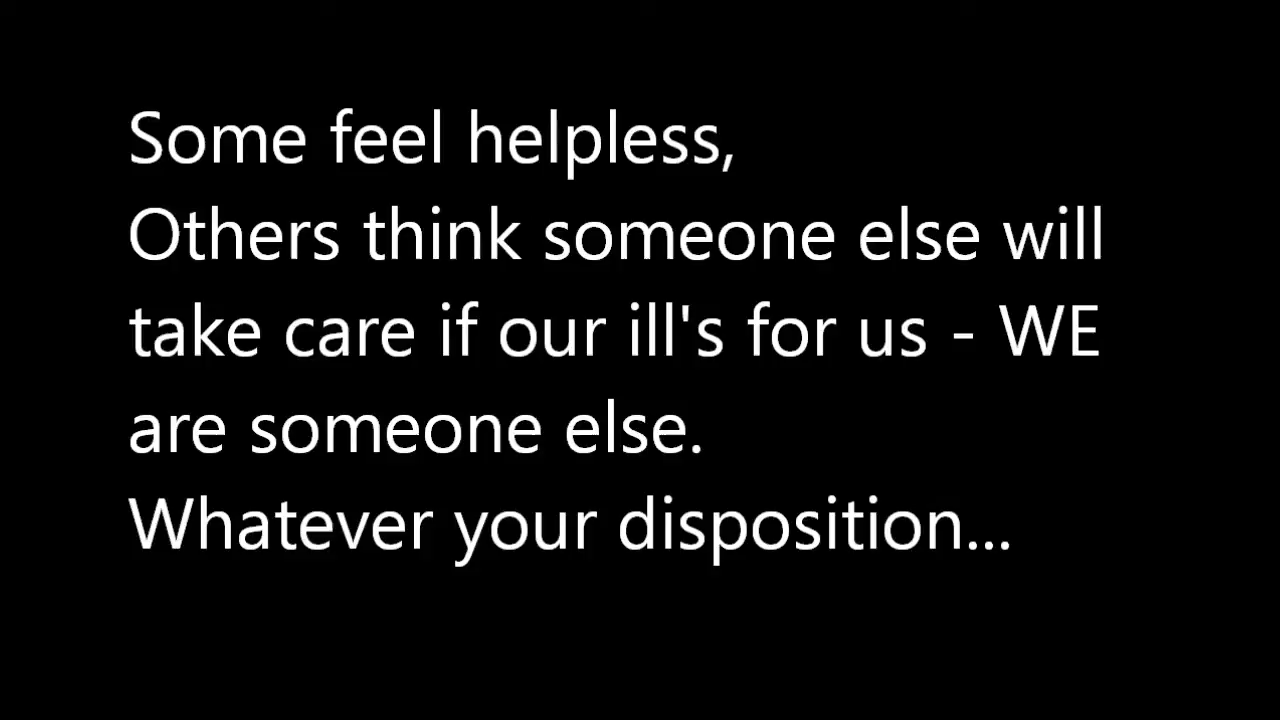 Some feel helpless,
Others think someone else will
take care if our ill's for us - WE
are someone else.
Whatever your disposition...